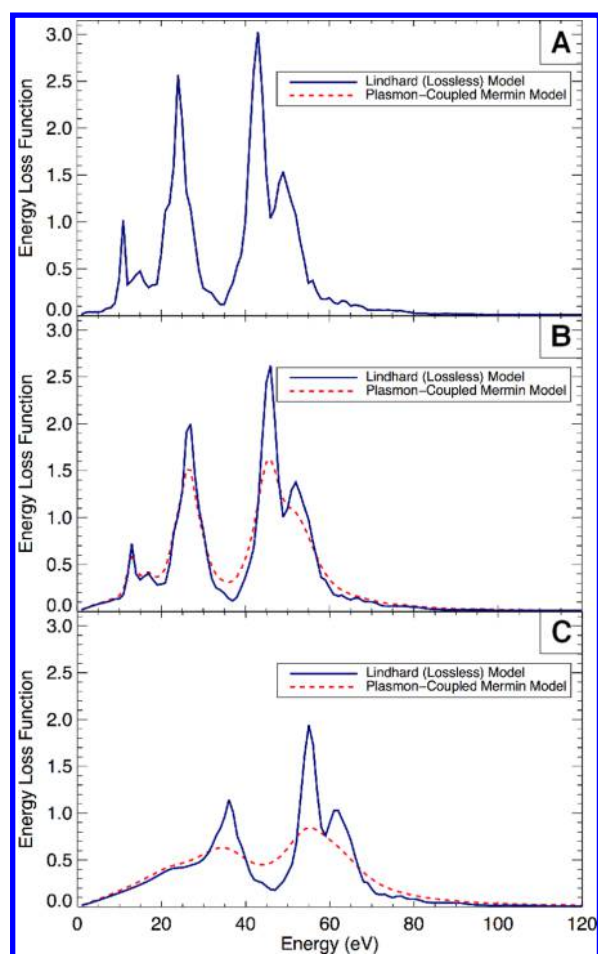 A
Lindhard (Lossless) Model
Plasmon-Coupled Mermin Model
Energy Loss Function
3.0
2.5
2.0
1.5
1.0
0.5
0.0
B
Lindhard (Lossless) Model
Plasmon-Coupled Mermin Model
Energy Loss Function
3.0
2.5
2.0
1.5
1.0
0.5
0.0
C
Lindhard (Lossless) Model
Plasmon-Coupled Mermin Model
Energy Loss Function
3.0
2.5
2.0
1.5
1.0
0.5
0.0
0 20 40 60 80 100 120
Energy (eV)